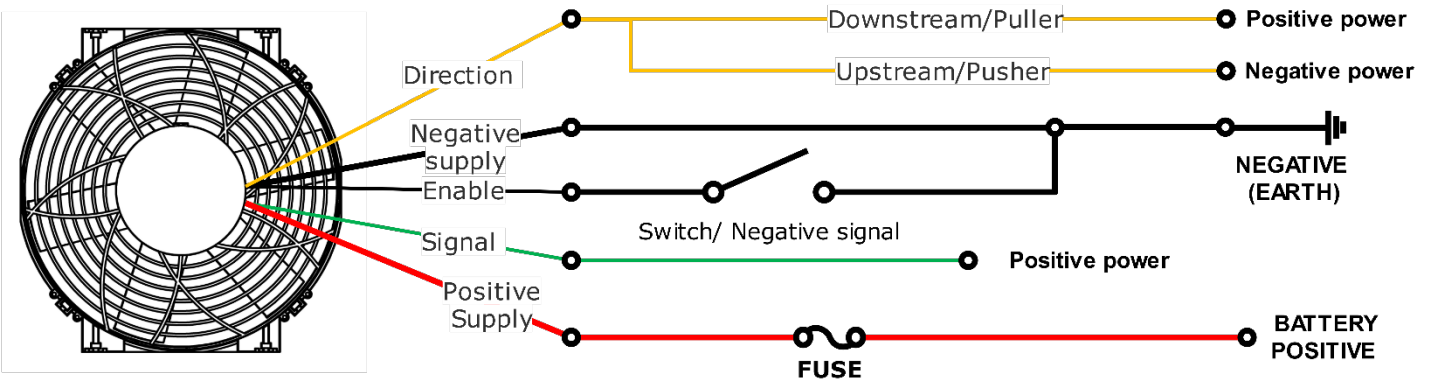 Downstream/Puller
Positive power
Direction
Upstream/Pusher
Negative power
Negative
supply
NEGATIVE
(EARTH)
Enable
Switch/ Negative signal
Signal
Positive power
Positive
Supply
BATTERY
POSITIVE
FUSE